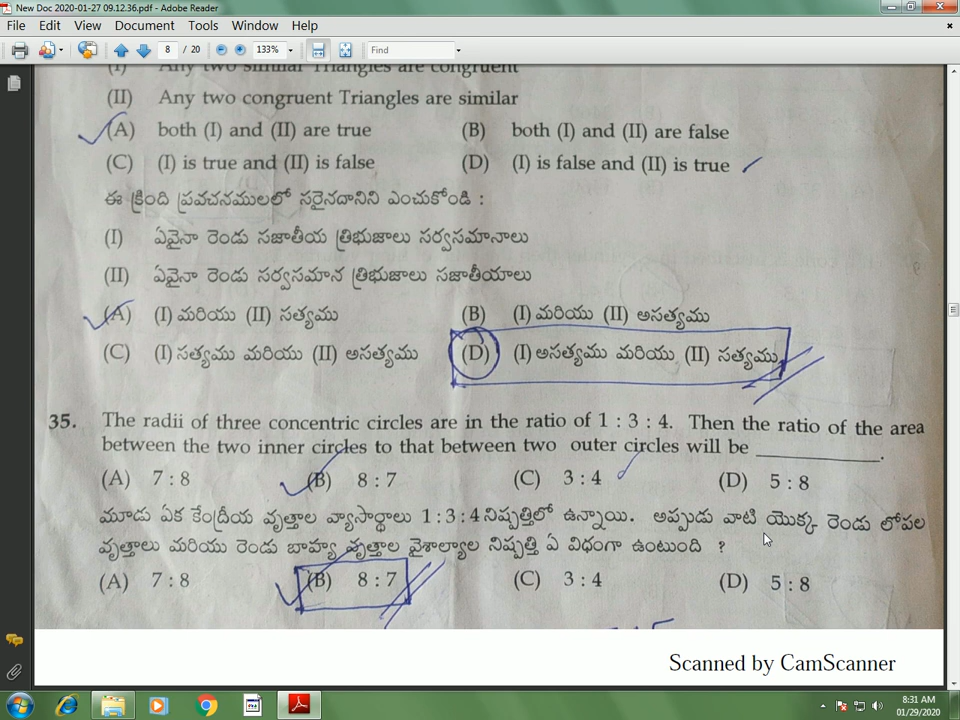 New Doc 2020-01-27 09.12.36.pdf - Adobe Reader
File Edit View Document Tools Window Help
8 / 20 133% Find
(I) Any two similar Triangles are congruent
(II) Any two congruent Triangles are similar
(A) both (I) and (II) are true (B) both (I) and (II) are false
(C) (I) is true and (II) is false (D) (I) is false and (II) is true
ఈ క్రింది ప్రవచనములలో సరైనదానిని ఎంచుకోండి :
(I) ఏవైనా రెండు సజాతీయ త్రిభుజాలు సర్వసమానాలు
(II) ఏవైనా రెండు సర్వసమాన త్రిభుజాలు సజాతీయాలు
(A) (I) మరియు (II) సత్యము (B) (I) మరియు (II) అసత్యము
(C) (I) సత్యము మరియు (II) అసత్యము (D) (I) అసత్యము మరియు (II) సత్యము
35. The radii of three concentric circles are in the ratio of 1 : 3 : 4. Then the ratio of the area
between the two inner circles to that between two outer circles will be ____________.
(A) 7 : 8 (B) 8 : 7 (C) 3 : 4 (D) 5 : 8
మూడు ఏక కేంద్రీయ వృత్తాల వ్యాసార్థాలు 1 : 3 : 4 నిష్పత్తిలో ఉన్నాయి. అప్పుడు వాటి యొక్క రెండు లోపల
వృత్తాలు మరియు రెండు బాహ్య వృత్తాల వైశాల్యాల నిష్పత్తి ఏ విధంగా ఉంటుంది ?
(A) 7 : 8 (B) 8 : 7 (C) 3 : 4 (D) 5 : 8
Scanned by CamScanner
8:31 AM
01/29/2020